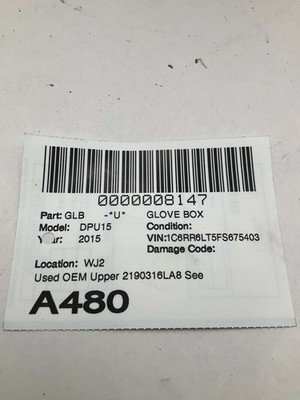 0000008147
Part: GLB -*U* GLOVE BOX
Model: DPU15 Condition:
Year: 2015 VIN:1C6RR6LT5FS675403
Damage Code:
Location: WJ2
Used OEM Upper 2190316LA8 See
A480